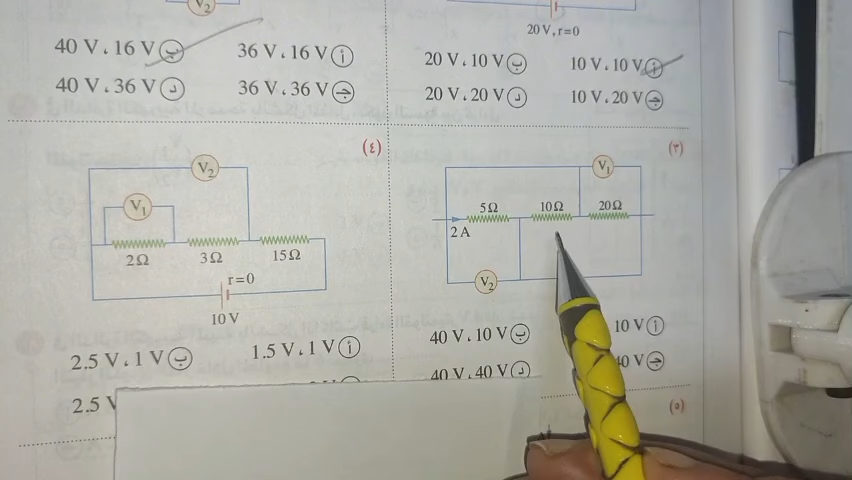 V₂
20 V, r=0
40 V ، 16 V ب
36 V ، 16 V أ
40 V ، 36 V د
36 V ، 36 V ج
20 V ، 10 V ب
10 V ، 10 V أ
20 V ، 20 V د
10 V ، 20 V ج
(٣)
V₁
5Ω
10Ω
20Ω
2 A
V₂
40 V ، 10 V ب
10 V أ
40 V ، 40 V د
40 V ج
(٤)
V₂
V₁
2Ω
3Ω
15Ω
r=0
10 V
2.5 V ، 1 V ب
1.5 V ، 1 V أ
2.5 V
(٥)